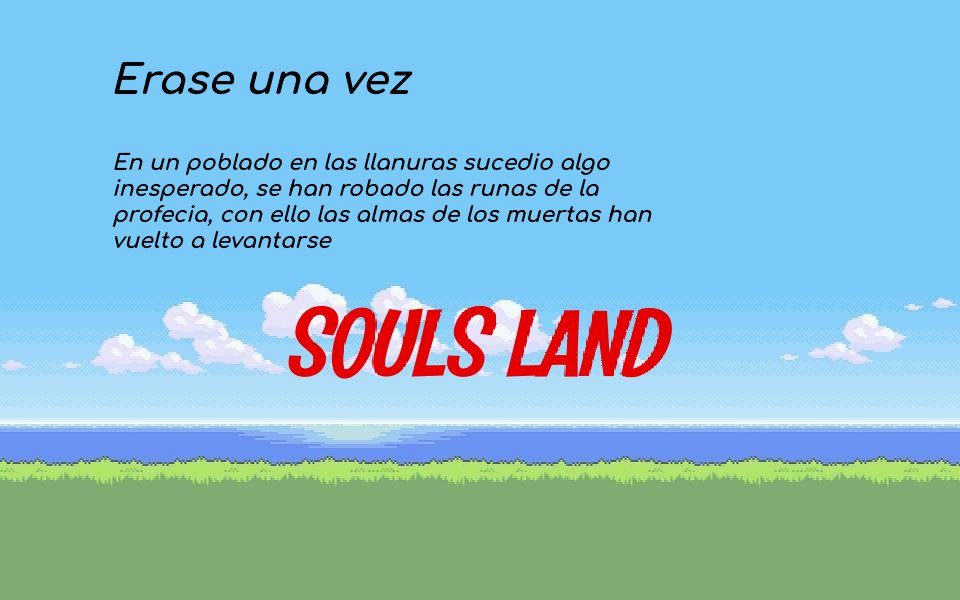 Erase una vez
En un poblado en las llanuras sucedio algo
inesperado, se han robado las runas de la
profecia, con ello las almas de los muertas han
vuelto a levantarse
SOULS LAND